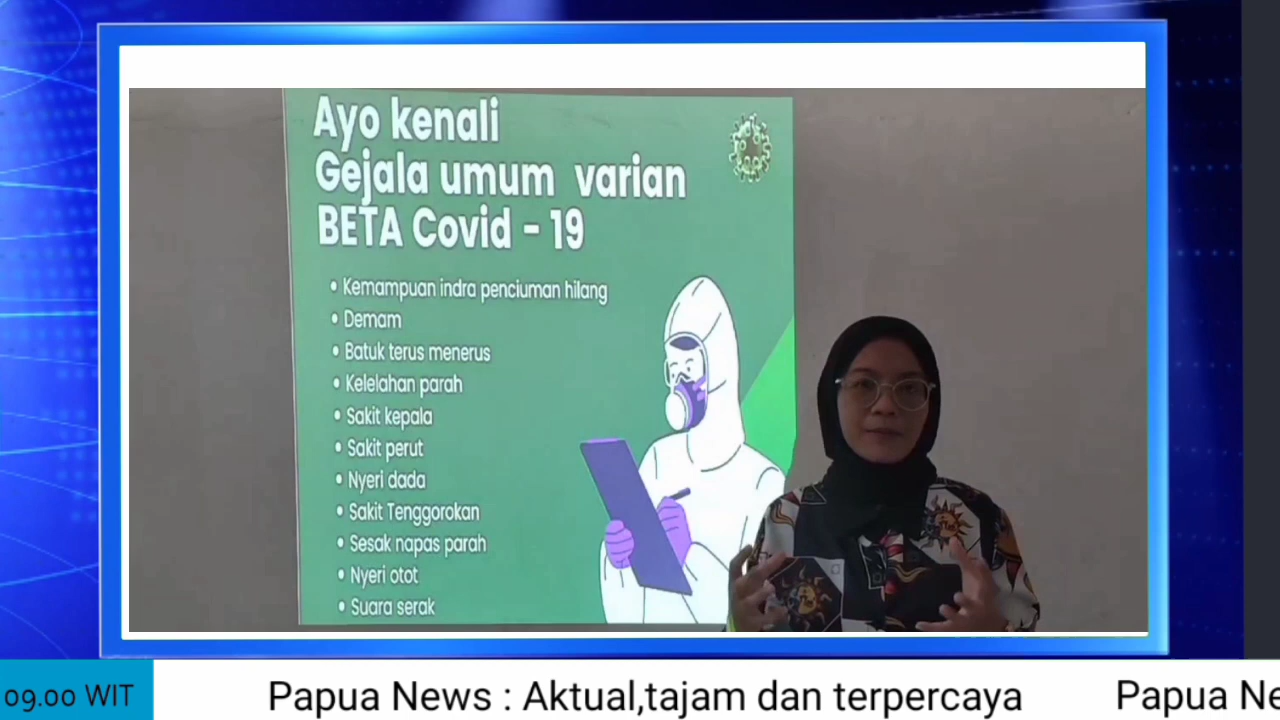 Ayo kenali
Gejala umum varian
BETA Covid - 19
• Kemampuan indra penciuman hilang
• Demam
• Batuk terus menerus
• Kelelahan parah
• Sakit kepala
• Sakit perut
• Nyeri dada
• Sakit Tenggorokan
• Sesak napas parah
• Nyeri otot
• Suara serak
09.00 WIT
Papua News : Aktual,tajam dan terpercaya
Papua Ne